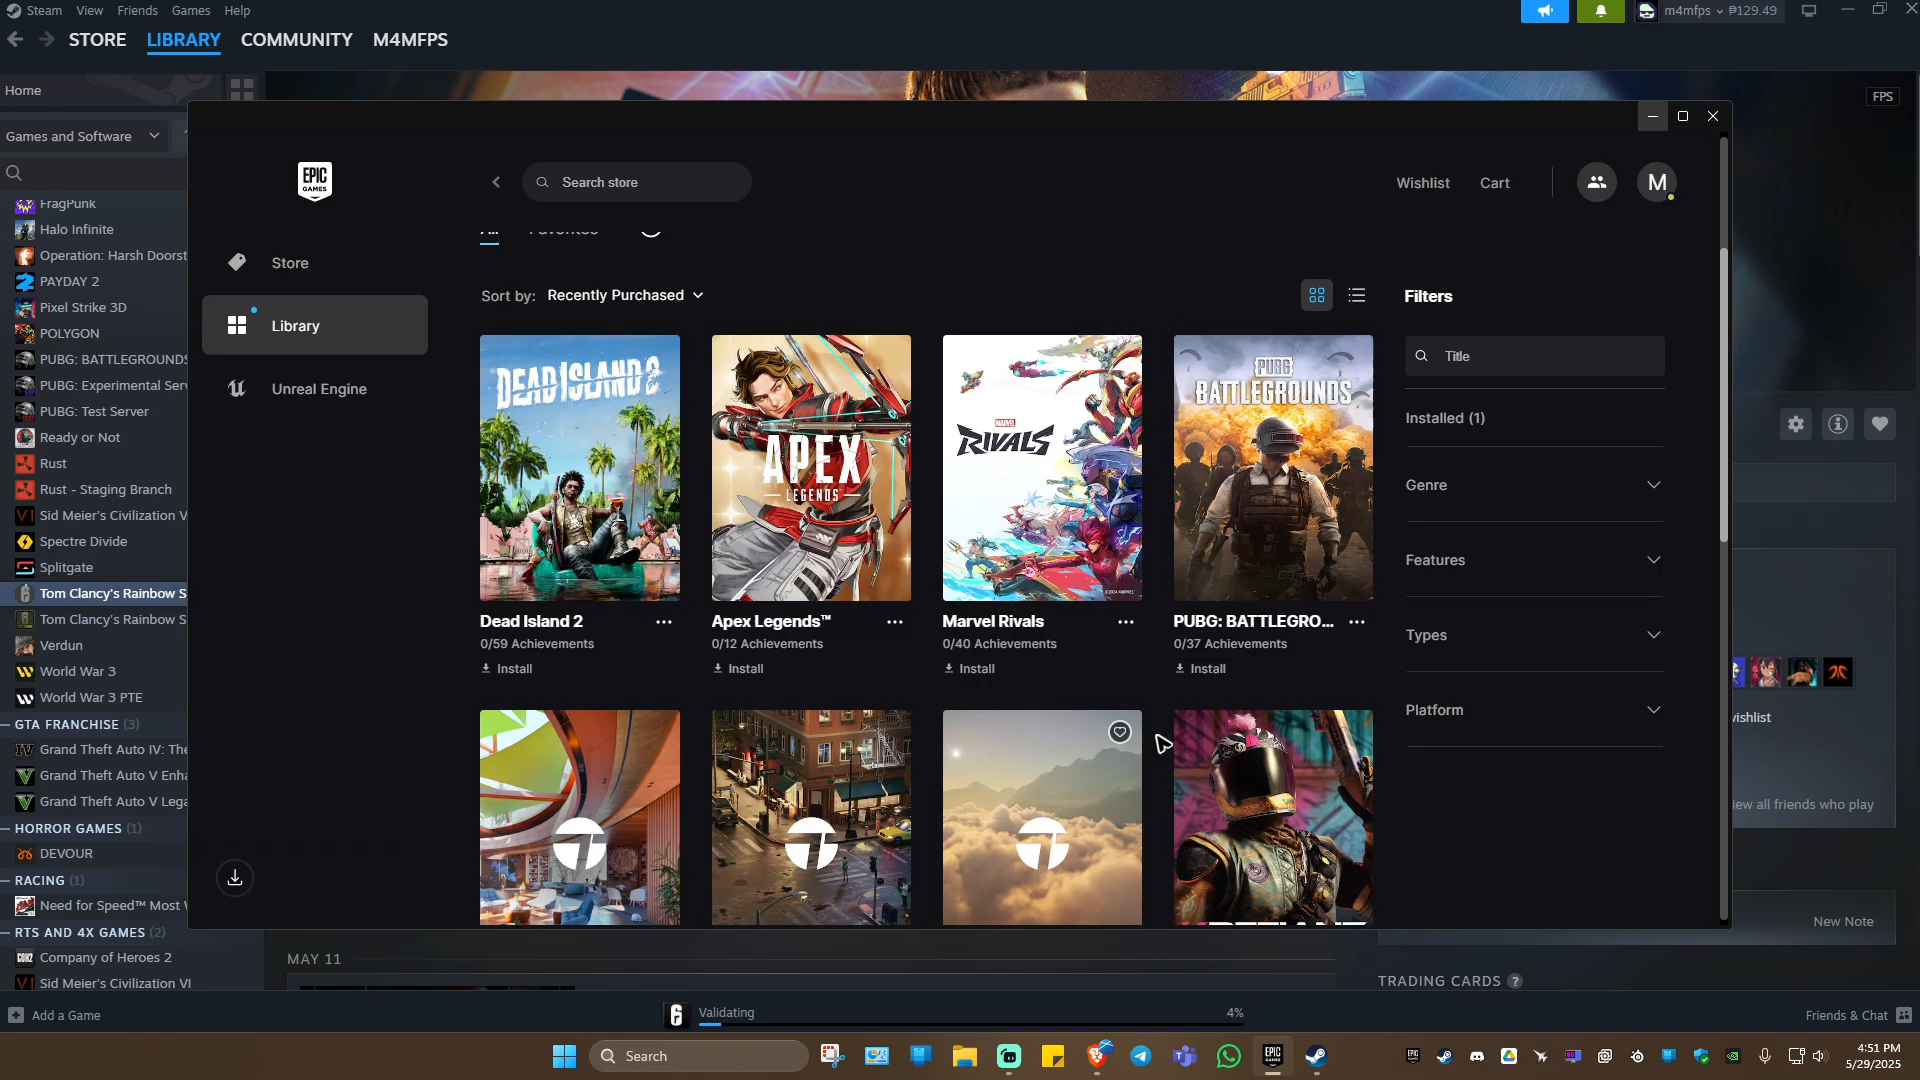 Steam View Friends Games Help
m4mfps ₱129.49
STORE LIBRARY COMMUNITY M4MFPS
Home
FPS
Games and Software
EPIC
GAMES
Search store
Wishlist Cart
M
FragPunk
Halo Infinite
Operation: Harsh Doorst
PAYDAY 2
Pixel Strike 3D
POLYGON
PUBG: BATTLEGROUNDS
PUBG: Experimental Serv
PUBG: Test Server
Ready or Not
Rust
Rust - Staging Branch
Sid Meier's Civilization V
Spectre Divide
Splitgate
Tom Clancy's Rainbow S
Tom Clancy's Rainbow S
Verdun
World War 3
World War 3 PTE
GTA FRANCHISE (3)
Grand Theft Auto IV: The
Grand Theft Auto V Enha
Grand Theft Auto V Lega
HORROR GAMES (1)
DEVOUR
RACING (1)
Need for Speed™ Most W
RTS AND 4X GAMES (2)
Company of Heroes 2
Sid Meier's Civilization VI
Store
Library
Unreal Engine
All Favorites
Sort by: Recently Purchased
DEAD ISLAND 2
APEX
LEGENDS
MARVEL
RIVALS
PUBG
BATTLEGROUNDS
Dead Island 2
0/59 Achievements
Install
Apex Legends™
0/12 Achievements
Install
Marvel Rivals
0/40 Achievements
Install
PUBG: BATTLEGRO...
0/37 Achievements
Install
Filters
Title
Installed (1)
Genre
Features
Types
Platform
vishlist
iew all friends who play
New Note
MAY 11
TRADING CARDS
Add a Game
Validating 4%
Friends & Chat
Search
4:51 PM
5/29/2025